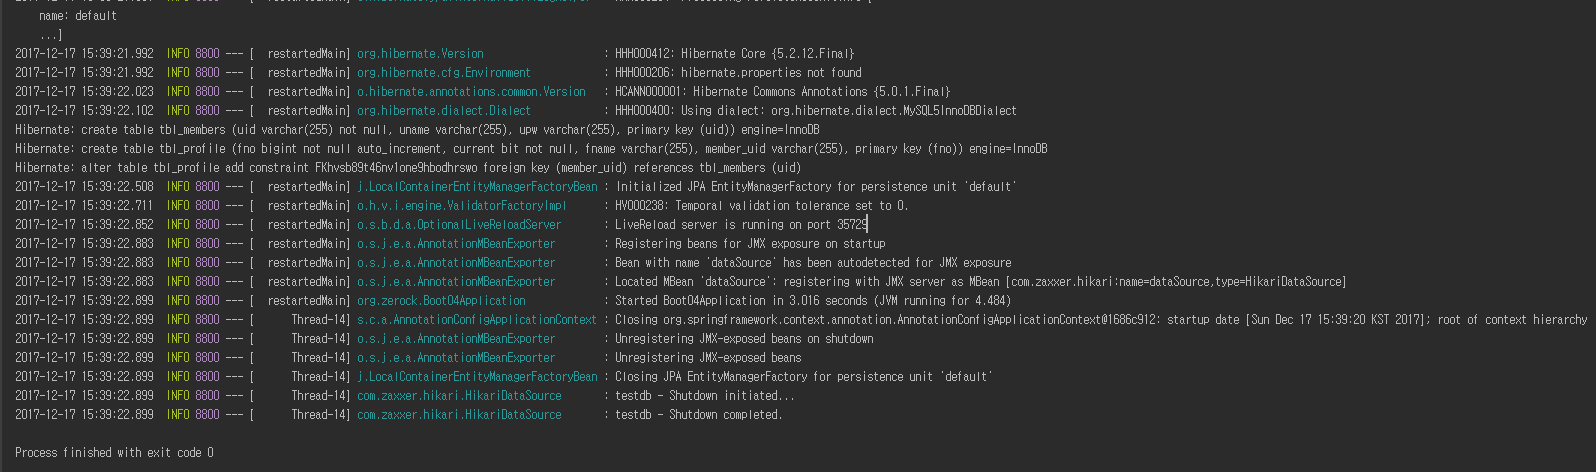 name: default
...]
2017-12-17 15:39:21.992  INFO 8800 --- [  restartedMain] org.hibernate.Version                    : HHH000412: Hibernate Core {5.2.12.Final}
2017-12-17 15:39:21.992  INFO 8800 --- [  restartedMain] org.hibernate.cfg.Environment            : HHH000206: hibernate.properties not found
2017-12-17 15:39:22.023  INFO 8800 --- [  restartedMain] o.hibernate.annotations.common.Version   : HCANN000001: Hibernate Commons Annotations {5.0.1.Final}
2017-12-17 15:39:22.102  INFO 8800 --- [  restartedMain] org.hibernate.dialect.Dialect            : HHH000400: Using dialect: org.hibernate.dialect.MySQL5InnoDBDialect
Hibernate: create table tbl_members (uid varchar(255) not null, uname varchar(255), upw varchar(255), primary key (uid)) engine=InnoDB
Hibernate: create table tbl_profile (fno bigint not null auto_increment, current bit not null, fname varchar(255), member_uid varchar(255), primary key (fno)) engine=InnoDB
Hibernate: alter table tbl_profile add constraint FKhvsb89t46nv1one9hbodhrswo foreign key (member_uid) references tbl_members (uid)
2017-12-17 15:39:22.508  INFO 8800 --- [  restartedMain] j.LocalContainerEntityManagerFactoryBean : Initialized JPA EntityManagerFactory for persistence unit 'default'
2017-12-17 15:39:22.711  INFO 8800 --- [  restartedMain] o.h.v.i.engine.ValidatorFactoryImpl      : HV000238: Temporal validation tolerance set to 0.
2017-12-17 15:39:22.852  INFO 8800 --- [  restartedMain] o.s.b.d.a.OptionalLiveReloadServer       : LiveReload server is running on port 35729
2017-12-17 15:39:22.883  INFO 8800 --- [  restartedMain] o.s.j.e.a.AnnotationMBeanExporter        : Registering beans for JMX exposure on startup
2017-12-17 15:39:22.883  INFO 8800 --- [  restartedMain] o.s.j.e.a.AnnotationMBeanExporter        : Bean with name 'dataSource' has been autodetected for JMX exposure
2017-12-17 15:39:22.883  INFO 8800 --- [  restartedMain] o.s.j.e.a.AnnotationMBeanExporter        : Located MBean 'dataSource': registering with JMX server as MBean [com.zaxxer.hikari:name=dataSource,type=HikariDataSource]
2017-12-17 15:39:22.899  INFO 8800 --- [  restartedMain] org.zerock.Boot04Application             : Started Boot04Application in 3.016 seconds (JVM running for 4.484)
2017-12-17 15:39:22.899  INFO 8800 --- [      Thread-14] s.c.a.AnnotationConfigApplicationContext : Closing org.springframework.context.annotation.AnnotationConfigApplicationContext@1686c912: startup date [Sun Dec 17 15:39:20 KST 2017]; root of context hierarchy
2017-12-17 15:39:22.899  INFO 8800 --- [      Thread-14] o.s.j.e.a.AnnotationMBeanExporter        : Unregistering JMX-exposed beans on shutdown
2017-12-17 15:39:22.899  INFO 8800 --- [      Thread-14] o.s.j.e.a.AnnotationMBeanExporter        : Unregistering JMX-exposed beans
2017-12-17 15:39:22.899  INFO 8800 --- [      Thread-14] j.LocalContainerEntityManagerFactoryBean : Closing JPA EntityManagerFactory for persistence unit 'default'
2017-12-17 15:39:22.899  INFO 8800 --- [      Thread-14] com.zaxxer.hikari.HikariDataSource       : testdb - Shutdown initiated...
2017-12-17 15:39:22.899  INFO 8800 --- [      Thread-14] com.zaxxer.hikari.HikariDataSource       : testdb - Shutdown completed.
Process finished with exit code 0